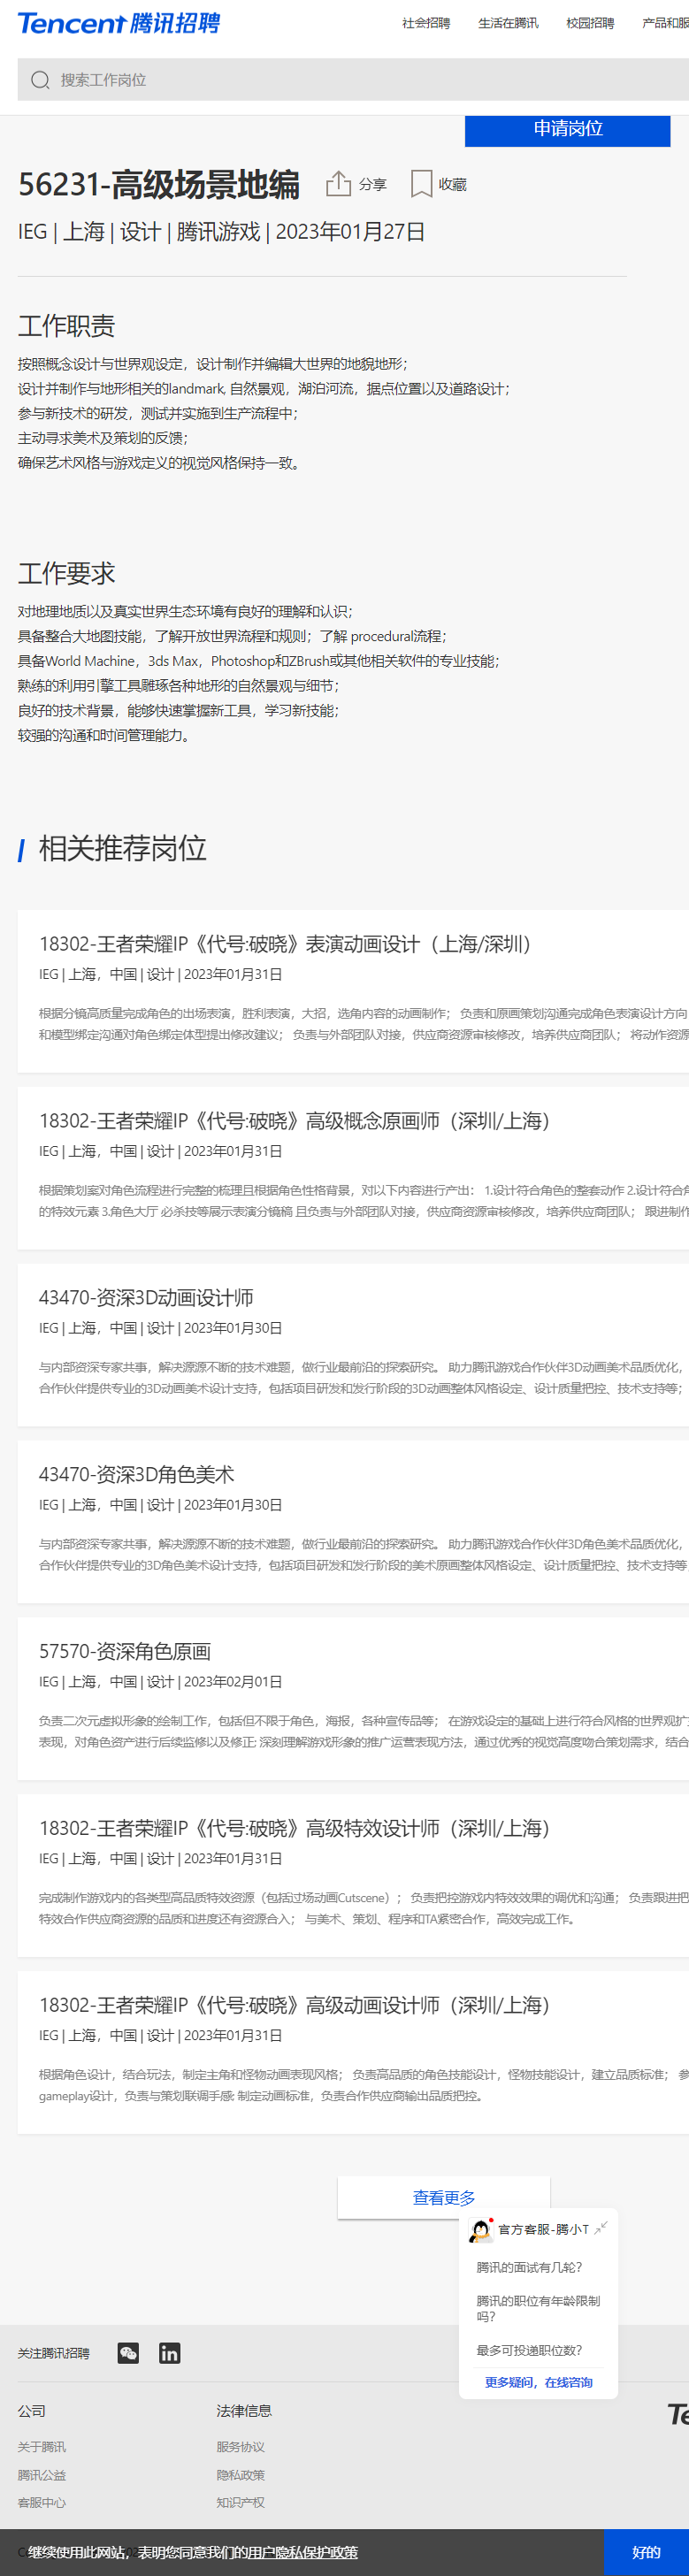 Tencent 腾讯招聘
社会招聘 生活在腾讯 校园招聘 产品和服
搜索工作岗位
申请岗位
56231-高级场景地编 分享 收藏
IEG | 上海 | 设计 | 腾讯游戏 | 2023年01月27日
工作职责
按照概念设计与世界观设定，设计制作并编辑大世界的地貌地形；
设计并制作与地形相关的landmark, 自然景观，湖泊河流，据点位置以及道路设计；
参与新技术的研发，测试并实施到生产流程中；
主动寻求美术及策划的反馈；
确保艺术风格与游戏定义的视觉风格保持一致。
工作要求
对地理地质以及真实世界生态环境有良好的理解和认识；
具备整合大地图技能，了解开放世界流程和规则；了解 procedural流程；
具备World Machine，3ds Max，Photoshop和ZBrush或其他相关软件的专业技能；
熟练的利用引擎工具雕琢各种地形的自然景观与细节；
良好的技术背景，能够快速掌握新工具，学习新技能；
较强的沟通和时间管理能力。
相关推荐岗位
18302-王者荣耀IP《代号:破晓》表演动画设计（上海/深圳）
IEG | 上海，中国 | 设计 | 2023年01月31日
根据分镜高质量完成角色的出场表演，胜利表演，大招，选角内容的动画制作； 负责和原画策划沟通完成角色表演设计方向
和模型绑定沟通对角色绑定体型提出修改建议； 负责与外部团队对接，供应商资源审核修改，培养供应商团队； 将动作资源
18302-王者荣耀IP《代号:破晓》高级概念原画师（深圳/上海）
IEG | 上海，中国 | 设计 | 2023年01月31日
根据策划案对角色流程进行完整的梳理且根据角色性格背景，对以下内容进行产出： 1.设计符合角色的整套动作 2.设计符合角
的特效元素 3.角色大厅 必杀技等展示表演分镜稿 且负责与外部团队对接，供应商资源审核修改，培养供应商团队； 跟进制作
43470-资深3D动画设计师
IEG | 上海，中国 | 设计 | 2023年01月30日
与内部资深专家共事，解决源源不断的技术难题，做行业最前沿的探索研究。 助力腾讯游戏合作伙伴3D动画美术品质优化，
合作伙伴提供专业的3D动画美术设计支持，包括项目研发和发行阶段的3D动画整体风格设定、设计质量把控、技术支持等；
43470-资深3D角色美术
IEG | 上海，中国 | 设计 | 2023年01月30日
与内部资深专家共事，解决源源不断的技术难题，做行业最前沿的探索研究。 助力腾讯游戏合作伙伴3D角色美术品质优化，
合作伙伴提供专业的3D角色美术设计支持，包括项目研发和发行阶段的美术原画整体风格设定、设计质量把控、技术支持等，
57570-资深角色原画
IEG | 上海，中国 | 设计 | 2023年02月01日
负责二次元虚拟形象的绘制工作，包括但不限于角色，海报，各种宣传品等； 在游戏设定的基础上进行符合风格的世界观扩
表现，对角色资产进行后续监修以及修正; 深刻理解游戏形象的推广运营表现方法，通过优秀的视觉高度吻合策划需求，结合
18302-王者荣耀IP《代号:破晓》高级特效设计师（深圳/上海）
IEG | 上海，中国 | 设计 | 2023年01月31日
完成制作游戏内的各类型高品质特效资源（包括过场动画Cutscene）； 负责把控游戏内特效效果的调优和沟通； 负责跟进把
特效合作供应商资源的品质和进度还有资源合入； 与美术、策划、程序和TA紧密合作，高效完成工作。
18302-王者荣耀IP《代号:破晓》高级动画设计师（深圳/上海）
IEG | 上海，中国 | 设计 | 2023年01月31日
根据角色设计，结合玩法，制定主角和怪物动画表现风格； 负责高品质的角色技能设计，怪物技能设计，建立品质标准； 参
gameplay设计，负责与策划联调手感; 制定动画标准，负责合作供应商输出品质把控。
查看更多
官方客服-腾小T
腾讯的面试有几轮?
腾讯的职位有年龄限制
吗?
最多可投递职位数?
更多疑问，在线咨询
关注腾讯招聘
公司 法律信息
关于腾讯 服务协议
腾讯公益 隐私政策
客服中心 知识产权
继续使用此网站，表明您同意我们的用户隐私保护政策 好的